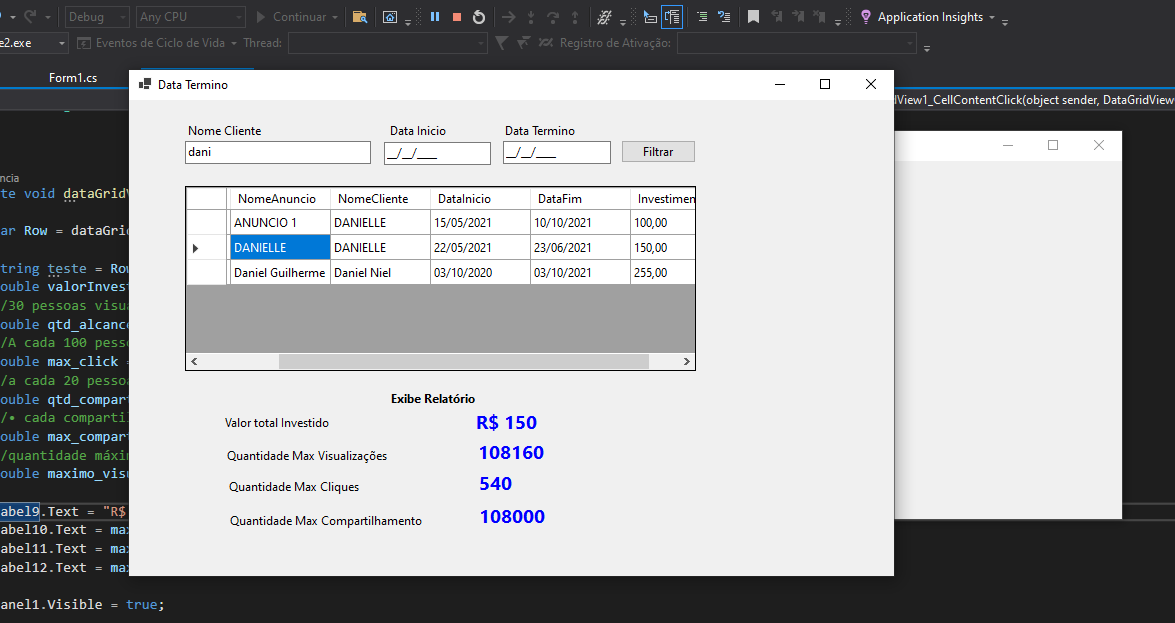 Debug Any CPU Continuar Application Insights
e2.exe Eventos de Ciclo de Vida Thread: Registro de Ativação:
Form1.cs
Data Termino
lView1_CellContentClick(object sender, DataGridView
Nome Cliente Data Inicio Data Termino
dani __/__/____ __/__/____ Filtrar
NomeAnuncio NomeCliente DataInicio DataFim Investimen
ANUNCIO 1 DANIELLE 15/05/2021 10/10/2021 100,00
DANIELLE DANIELLE 22/05/2021 23/06/2021 150,00
Daniel Guilherme Daniel Niel 03/10/2020 03/10/2021 255,00
Exibe Relatório
Valor total Investido R$ 150
Quantidade Max Visualizações 108160
Quantidade Max Cliques 540
Quantidade Max Compartilhamento 108000
ncia
te void dataGridV
ar Row = dataGrid
tring teste = Row
ouble valorInvest
/30 pessoas visua
ouble qtd_alcance
/A cada 100 pesso
ouble max_click =
/a cada 20 pessoa
ouble qtd_compart
/• cada compartil
ouble max_compart
/quantidade máxim
ouble maximo_visu
abel9.Text = "R$
abel10.Text = max
abel11.Text = max
abel12.Text = max
anel1.Visible = true;